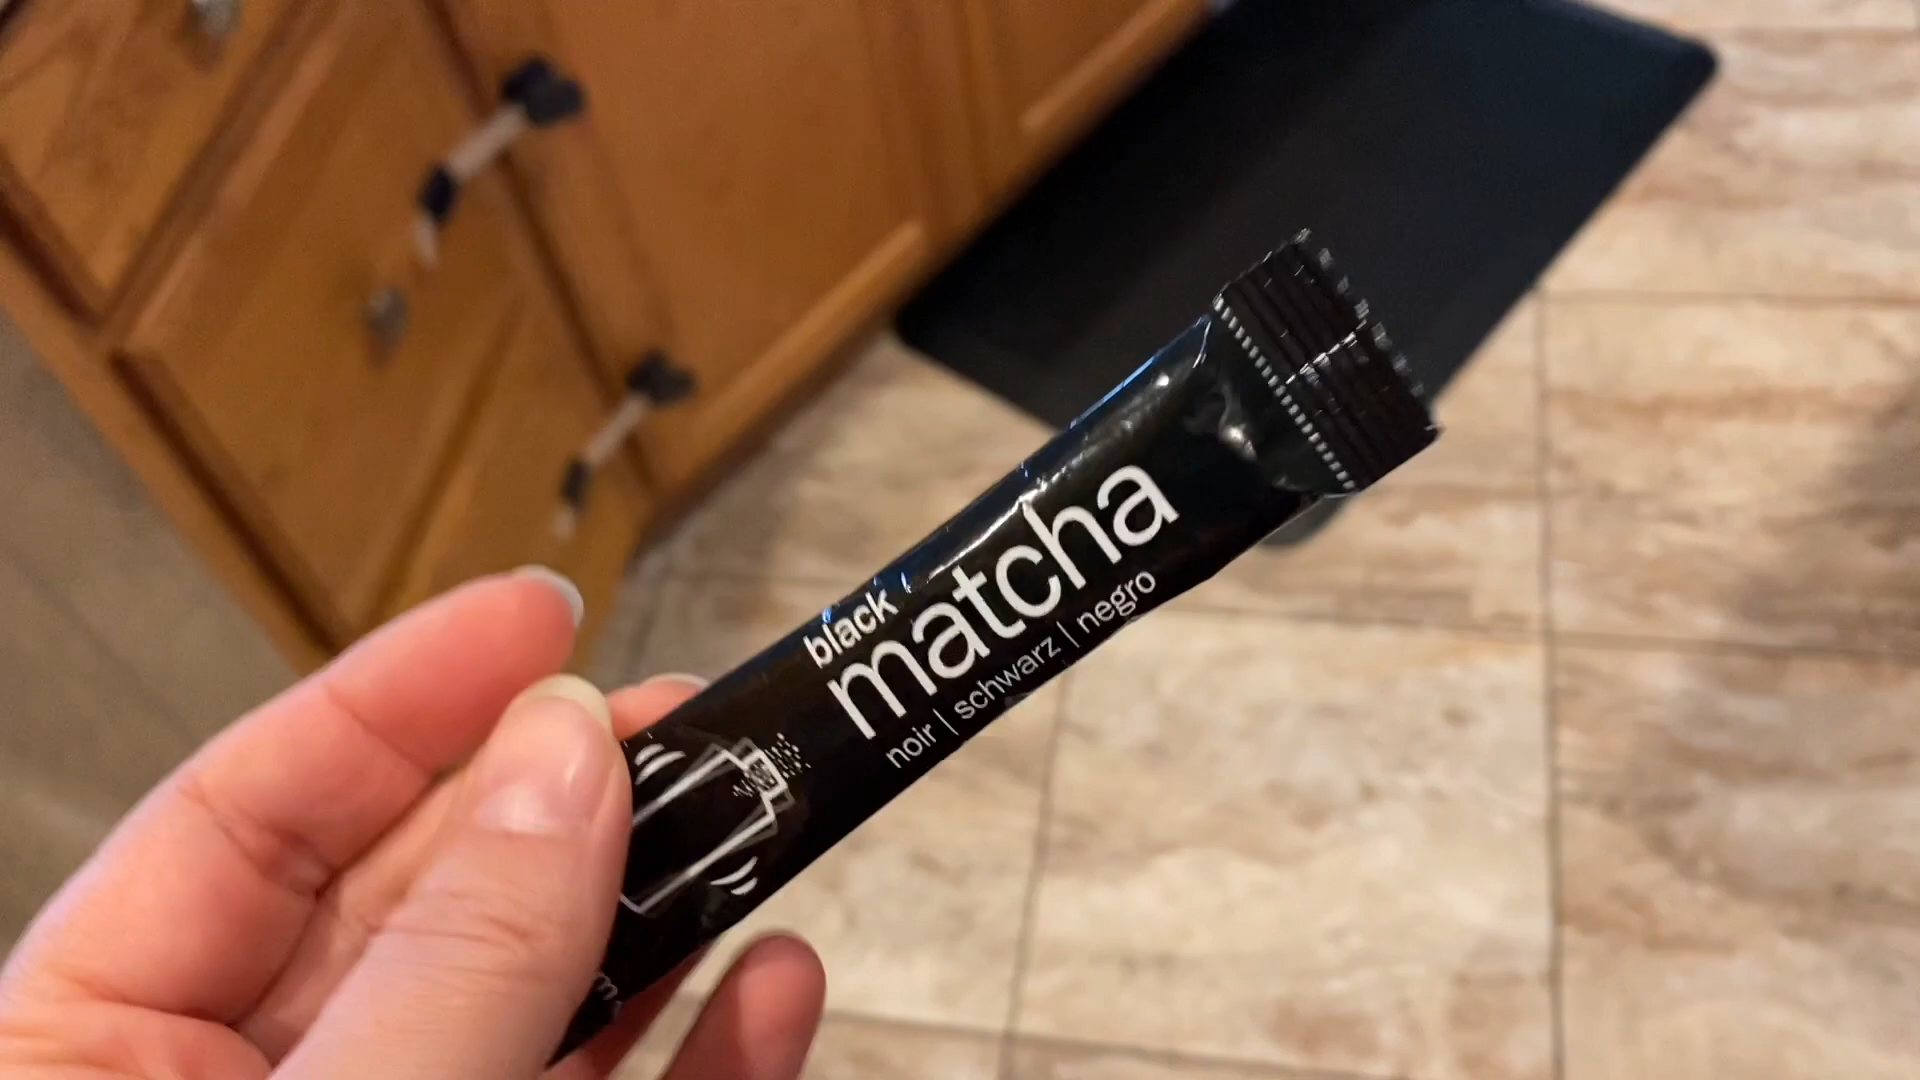 black
matcha
noir | schwarz | negro